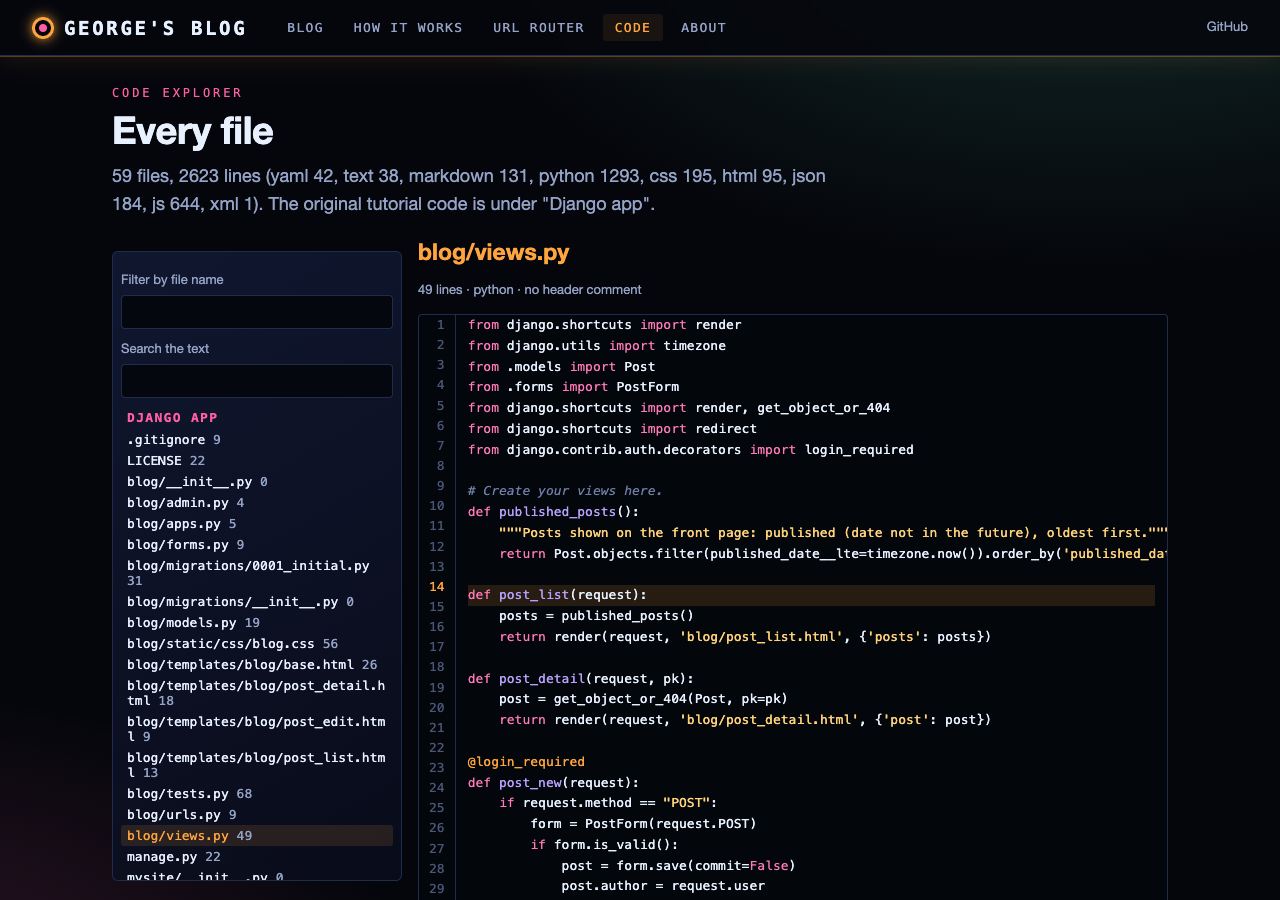 GEORGE'S BLOG
BLOG
HOW IT WORKS
URL ROUTER
CODE
ABOUT
GitHub
CODE EXPLORER
Every file
59 files, 2623 lines (yaml 42, text 38, markdown 131, python 1293, css 195, html 95, json
184, js 644, xml 1). The original tutorial code is under "Django app".
Filter by file name
Search the text
DJANGO APP
.gitignore 9
LICENSE 22
blog/__init__.py 0
blog/admin.py 4
blog/apps.py 5
blog/forms.py 9
blog/migrations/0001_initial.py
31
blog/migrations/__init__.py 0
blog/models.py 19
blog/static/css/blog.css 56
blog/templates/blog/base.html 26
blog/templates/blog/post_detail.h
tml 18
blog/templates/blog/post_edit.htm
l 9
blog/templates/blog/post_list.htm
l 13
blog/tests.py 68
blog/urls.py 9
blog/views.py 49
manage.py 22
mysite/__init__.py 0
blog/views.py
49 lines · python · no header comment
1 from django.shortcuts import render
2 from django.utils import timezone
3 from .models import Post
4 from .forms import PostForm
5 from django.shortcuts import render, get_object_or_404
6 from django.shortcuts import redirect
7 from django.contrib.auth.decorators import login_required
8
9 # Create your views here.
10 def published_posts():
11 """Posts shown on the front page: published (date not in the future), oldest first."""
12 return Post.objects.filter(published_date__lte=timezone.now()).order_by('published_dat
13
14 def post_list(request):
15 posts = published_posts()
16 return render(request, 'blog/post_list.html', {'posts': posts})
17
18 def post_detail(request, pk):
19 post = get_object_or_404(Post, pk=pk)
20 return render(request, 'blog/post_detail.html', {'post': post})
21
22 @login_required
23 def post_new(request):
24 if request.method == "POST":
25 form = PostForm(request.POST)
26 if form.is_valid():
27 post = form.save(commit=False)
28 post.author = request.user
29